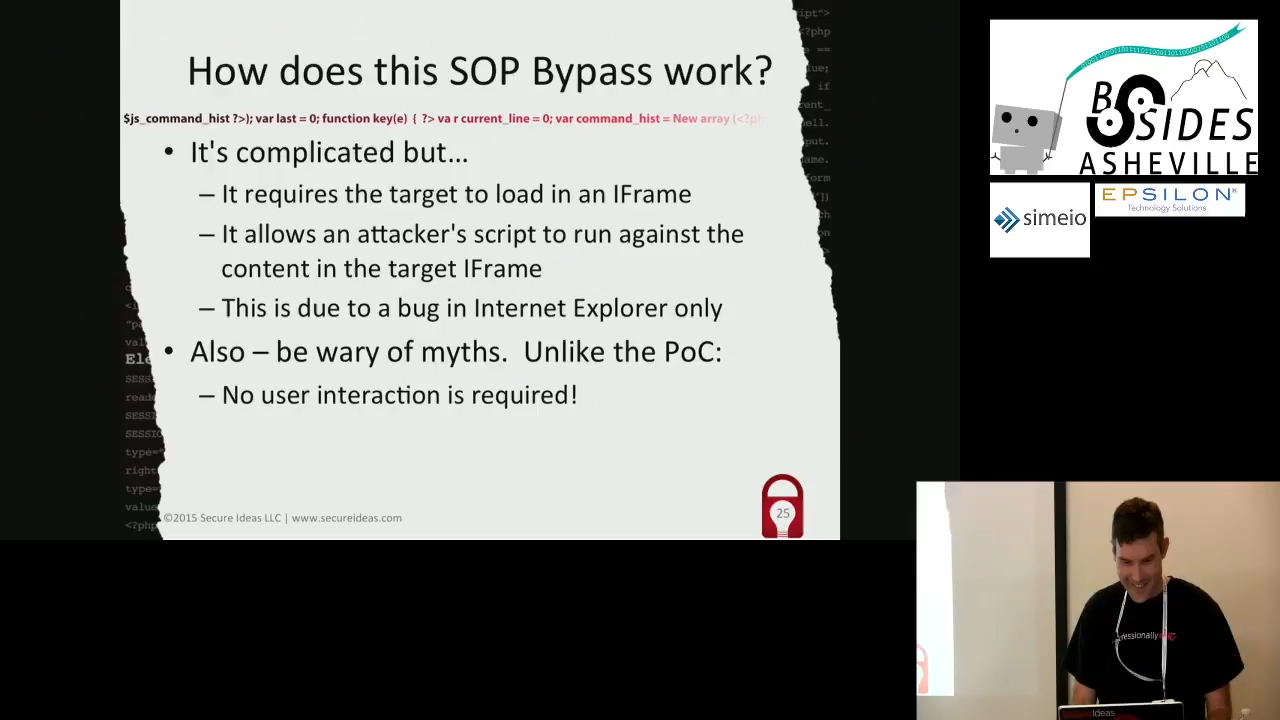 How does this SOP Bypass work?
$js_command_hist ?>); var last = 0; function key(e) { ?> va r current_line = 0; var command_hist = New array (<?php
• It's complicated but...
– It requires the target to load in an IFrame
– It allows an attacker's script to run against the
content in the target IFrame
– This is due to a bug in Internet Explorer only
• Also – be wary of myths. Unlike the PoC:
– No user interaction is required!
©2015 Secure Ideas LLC | www.secureideas.com
25
BSIDES
ASHEVILLE
simeio
EPSILON®
Technology Solutions
ideas